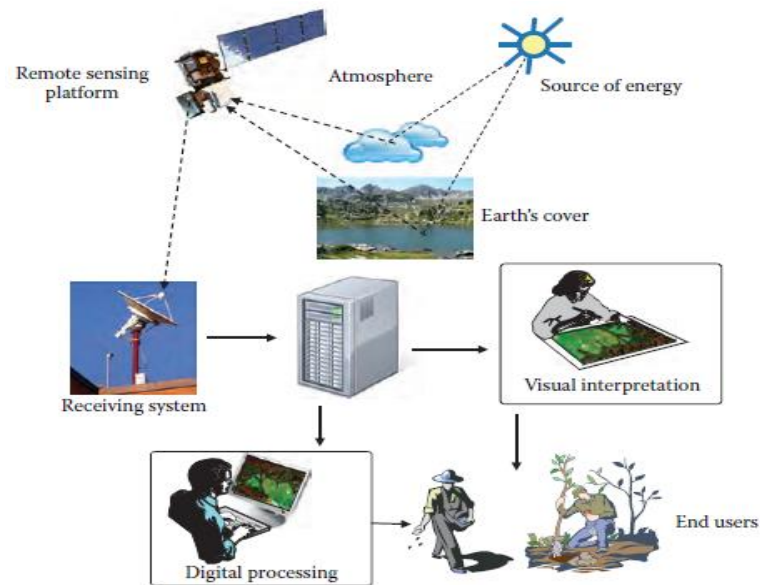 Remote sensing
platform
Atmosphere
Source of energy
Earth's cover
Receiving system
Visual interpretation
Digital processing
End users